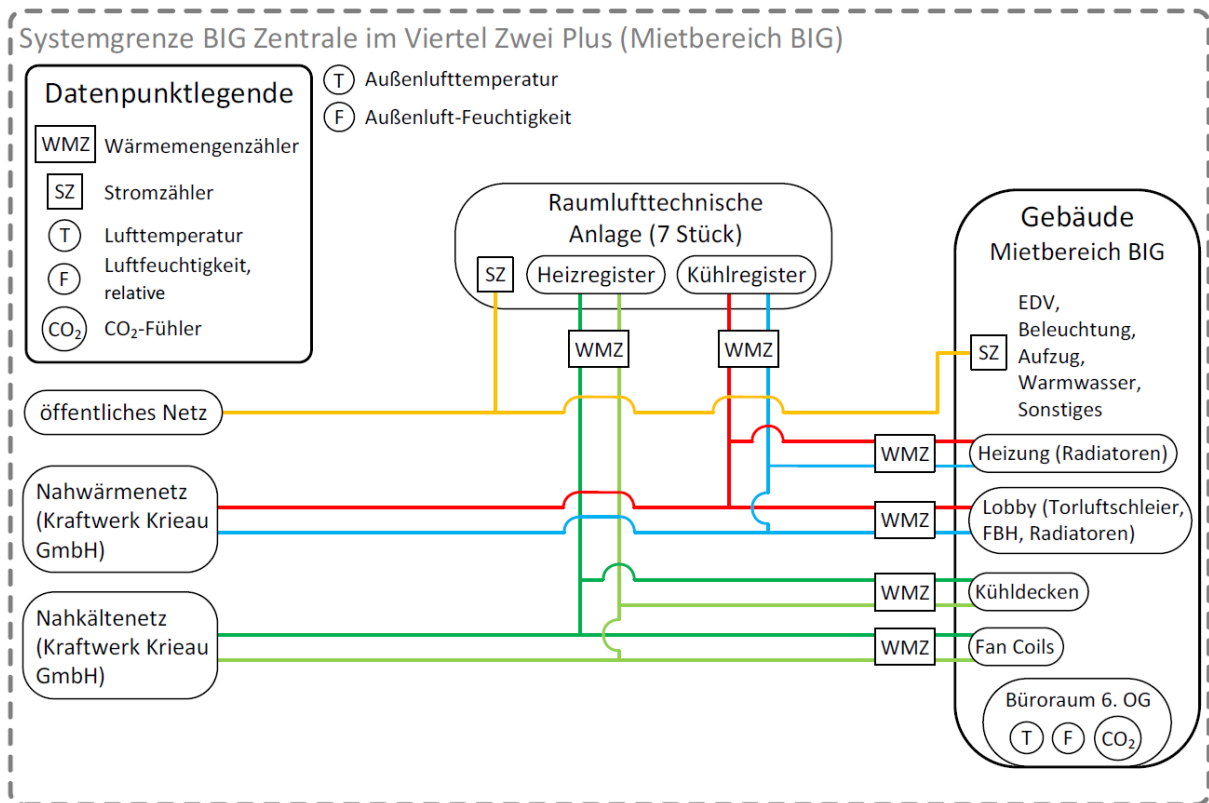 Systemgrenze BIG Zentrale im Viertel Zwei Plus (Mietbereich BIG)
Datenpunktlegende
WMZ Wärmemengenzähler
SZ Stromzähler
T Lufttemperatur
F Luftfeuchtigkeit,
relative
CO₂ CO₂-Fühler
T Außenlufttemperatur
F Außenluft-Feuchtigkeit
Raumlufttechnische
Anlage (7 Stück)
SZ Heizregister Kühlregister
WMZ WMZ
Gebäude
Mietbereich BIG
SZ
EDV,
Beleuchtung,
Aufzug,
Warmwasser,
Sonstiges
öffentliches Netz
WMZ Heizung (Radiatoren)
Nahwärmenetz
(Kraftwerk Krieau
GmbH)
WMZ
Lobby (Torluftschleier,
FBH, Radiatoren)
WMZ Kühldecken
Nahkältenetz
(Kraftwerk Krieau
GmbH)
WMZ Fan Coils
Büroraum 6. OG
T F CO₂